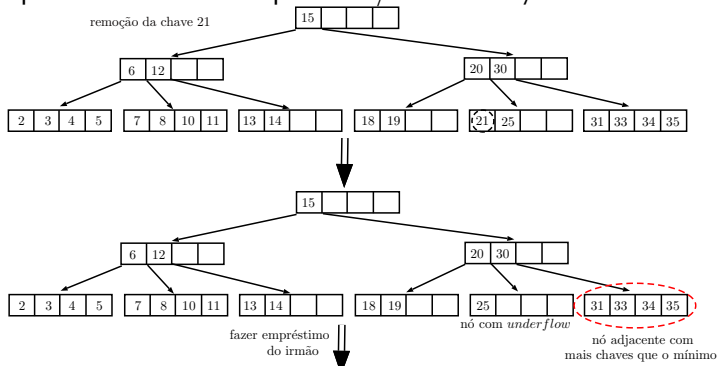 remoção da chave 21
15
6 12
20 30
2 3 4 5
7 8 10 11
13 14
18 19
21 25
31 33 34 35
15
6 12
20 30
2 3 4 5
7 8 10 11
13 14
18 19
25
31 33 34 35
nó com underflow
fazer empréstimo
do irmão
nó adjacente com
mais chaves que o mínimo